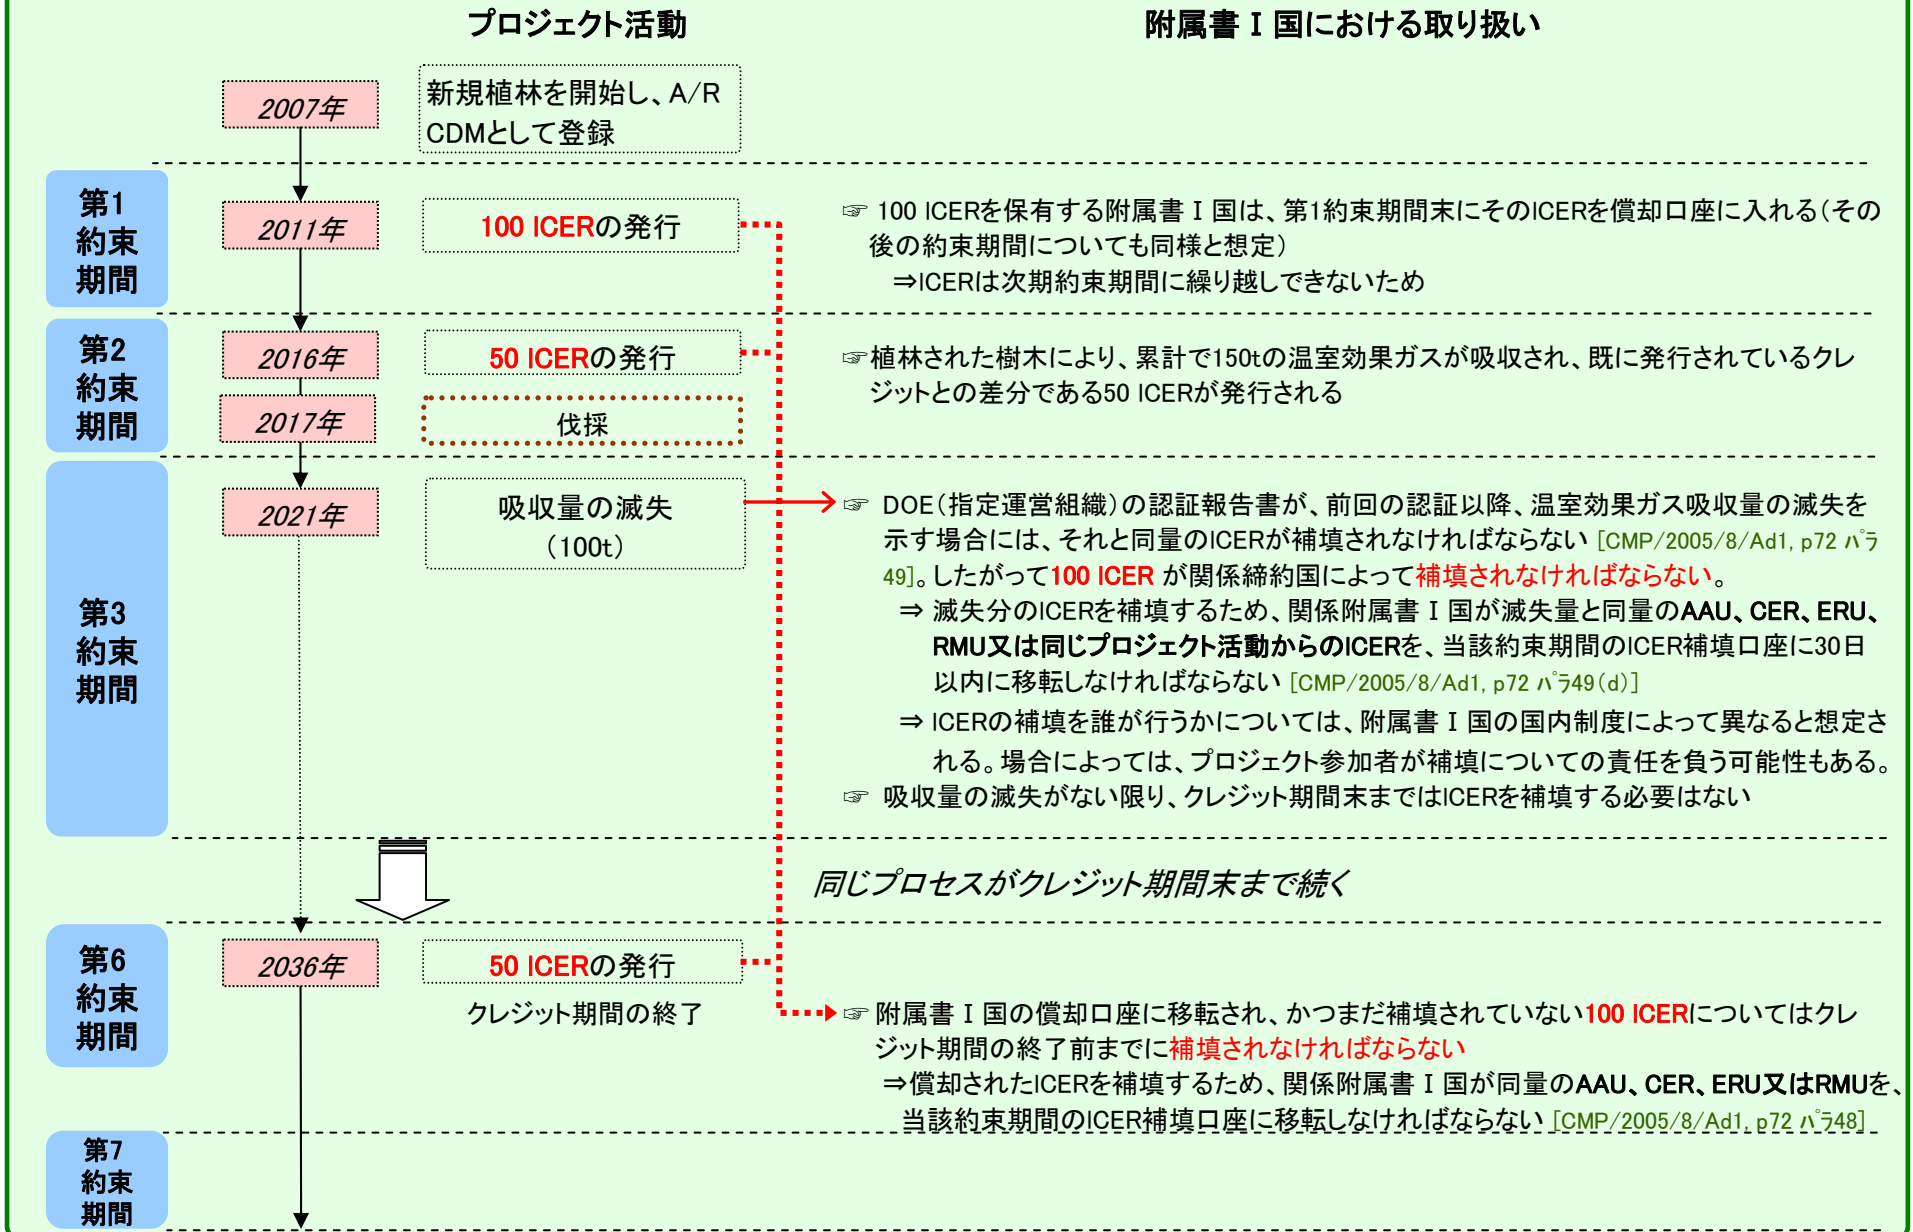 プロジェクト活動
附属書Ⅰ国における取り扱い
2007年
新規植林を開始し、A/R
CDMとして登録
第1
約束
期間
2011年
100 lCERの発行
☞ 100 lCERを保有する附属書Ⅰ国は、第1約束期間末にそのlCERを償却口座に入れる（その
後の約束期間についても同様と想定）
⇒lCERは次期約束期間に繰り越しできないため
第2
約束
期間
2016年
50 lCERの発行
☞植林された樹木により、累計で150tの温室効果ガスが吸収され、既に発行されているクレ
ジットとの差分である50 lCERが発行される
2017年
伐採
第3
約束
期間
2021年
吸収量の滅失
（100t）
☞ DOE（指定運営組織）の認証報告書が、前回の認証以降、温室効果ガス吸収量の滅失を
示す場合には、それと同量のlCERが補填されなければならない [CMP/2005/8/Ad1, p72 ﾊﾟﾗ
49]。したがって100 lCER が関係締約国によって補填されなければならない。
⇒ 滅失分のlCERを補填するため、関係附属書Ⅰ国が滅失量と同量のAAU、CER、ERU、
RMU又は同じプロジェクト活動からのlCERを、当該約束期間のlCER補填口座に30日
以内に移転しなければならない [CMP/2005/8/Ad1, p72 ﾊﾟﾗ49(d)]
⇒ lCERの補填を誰が行うかについては、附属書Ⅰ国の国内制度によって異なると想定さ
れる。場合によっては、プロジェクト参加者が補填についての責任を負う可能性もある。
☞ 吸収量の滅失がない限り、クレジット期間末まではlCERを補填する必要はない
同じプロセスがクレジット期間末まで続く
第6
約束
期間
2036年
50 lCERの発行
クレジット期間の終了
☞附属書Ⅰ国の償却口座に移転され、かつまだ補填されていない100 lCERについてはクレ
ジット期間の終了前までに補填されなければならない
⇒償却されたlCERを補填するため、関係附属書Ⅰ国が同量のAAU、CER、ERU又はRMUを、
当該約束期間のlCER補填口座に移転しなければならない [CMP/2005/8/Ad1, p72 ﾊﾟﾗ48]
第7
約束
期間